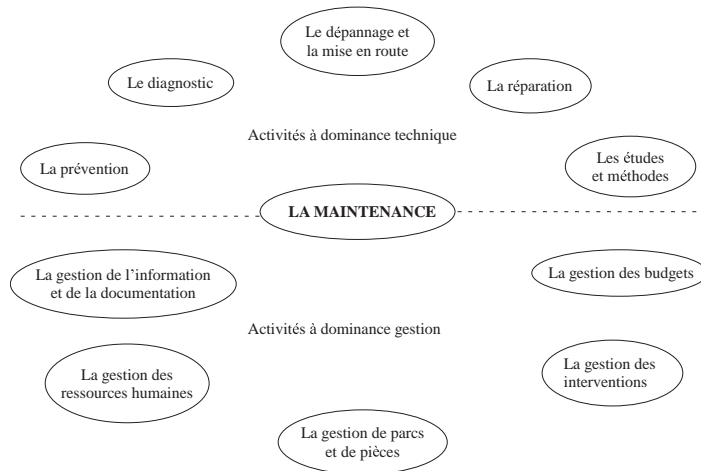 Le dépannage et
la mise en route
Le diagnostic
La réparation
Activités à dominance technique
La prévention
Les études
et méthodes
LA MAINTENANCE
La gestion de l’information
et de la documentation
La gestion des budgets
Activités à dominance gestion
La gestion des
ressources humaines
La gestion des
interventions
La gestion de parcs
et de pièces